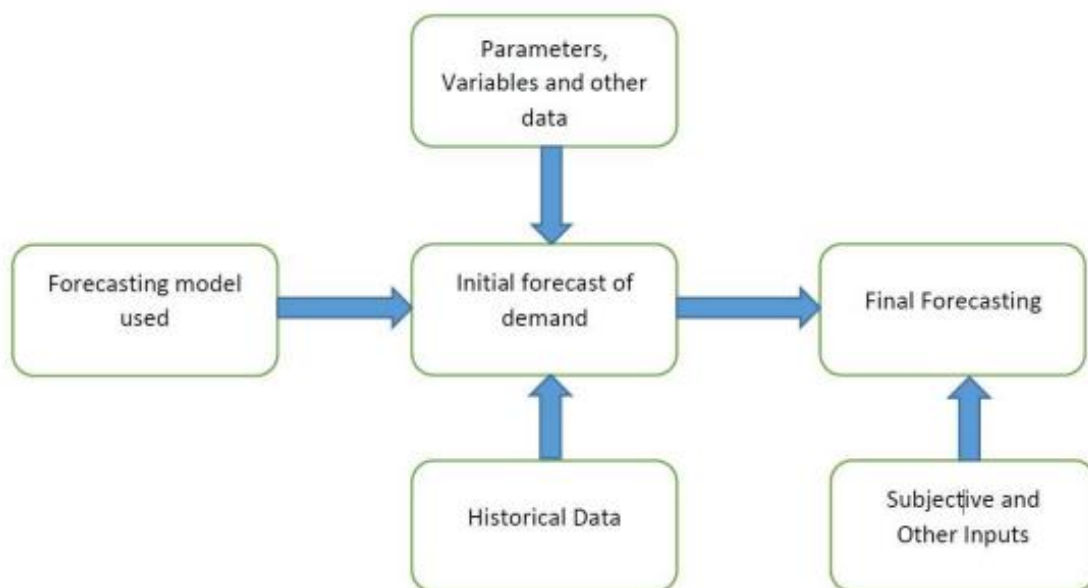 Parameters,
Variables and other
data
Forecasting model
used
Initial forecast of
demand
Final Forecasting
Historical Data
Subjective and
Other Inputs